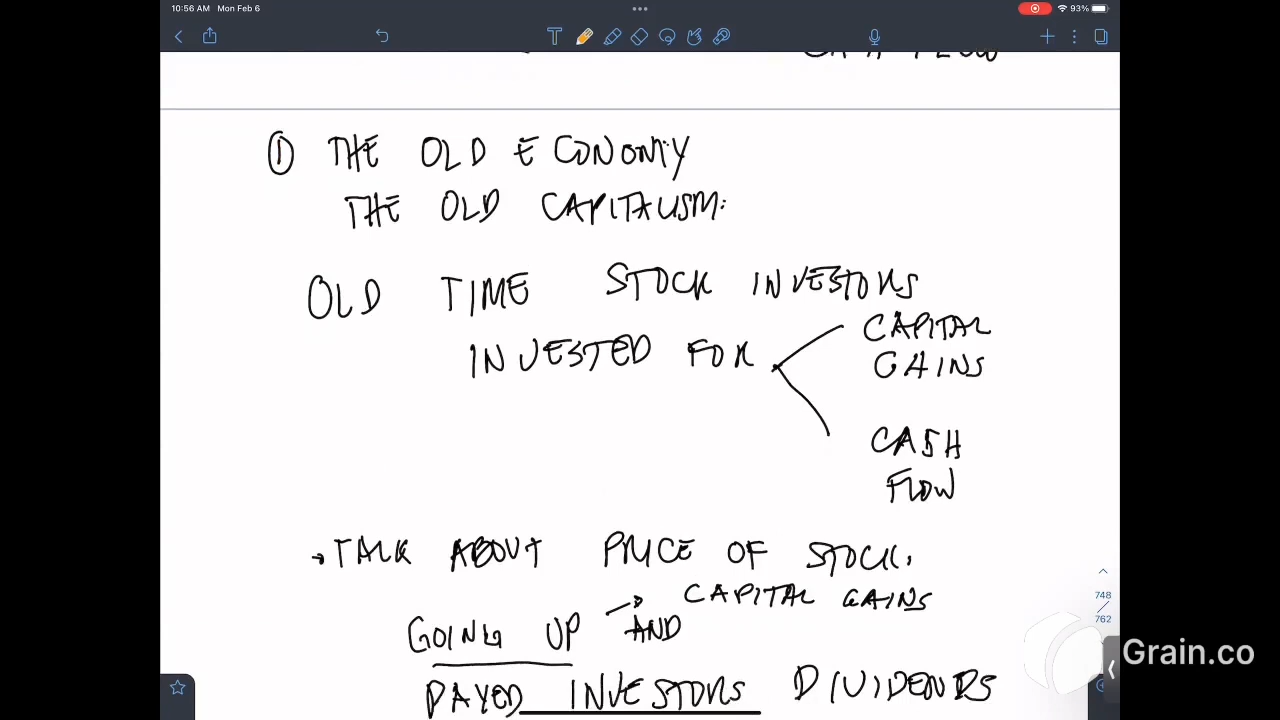 10:56 AM Mon Feb 6
93%
① THE OLD ECONOMY
THE OLD CAPITALISM:
OLD TIME STOCK INVESTORS
INVESTED FOR
CAPITAL
GAINS
CASH
FLOW
→ TALK ABOUT PRICE OF STOCK.
GOING UP → CAPITAL GAINS
AND
PAYED INVESTORS DIVIDENDS
748
762
Grain.co